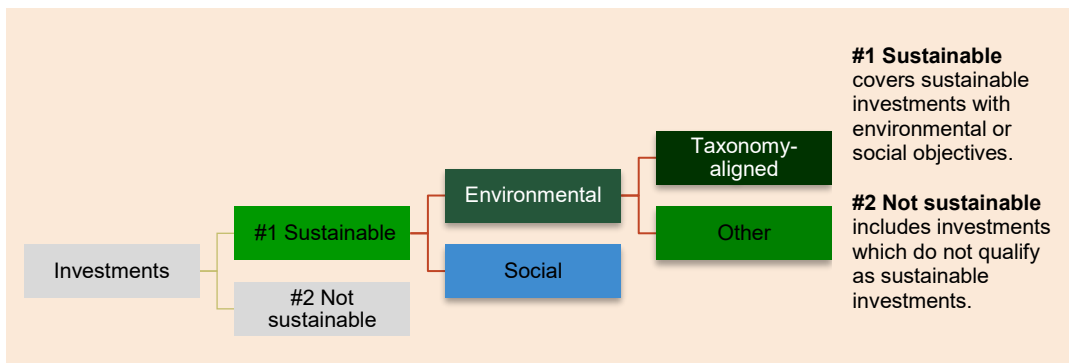 Investments
#1 Sustainable
#2 Not
sustainable
Environmental
Social
Taxonomy-
aligned
Other
#1 Sustainable
covers sustainable
investments with
environmental or
social objectives.
#2 Not sustainable
includes investments
which do not qualify
as sustainable
investments.